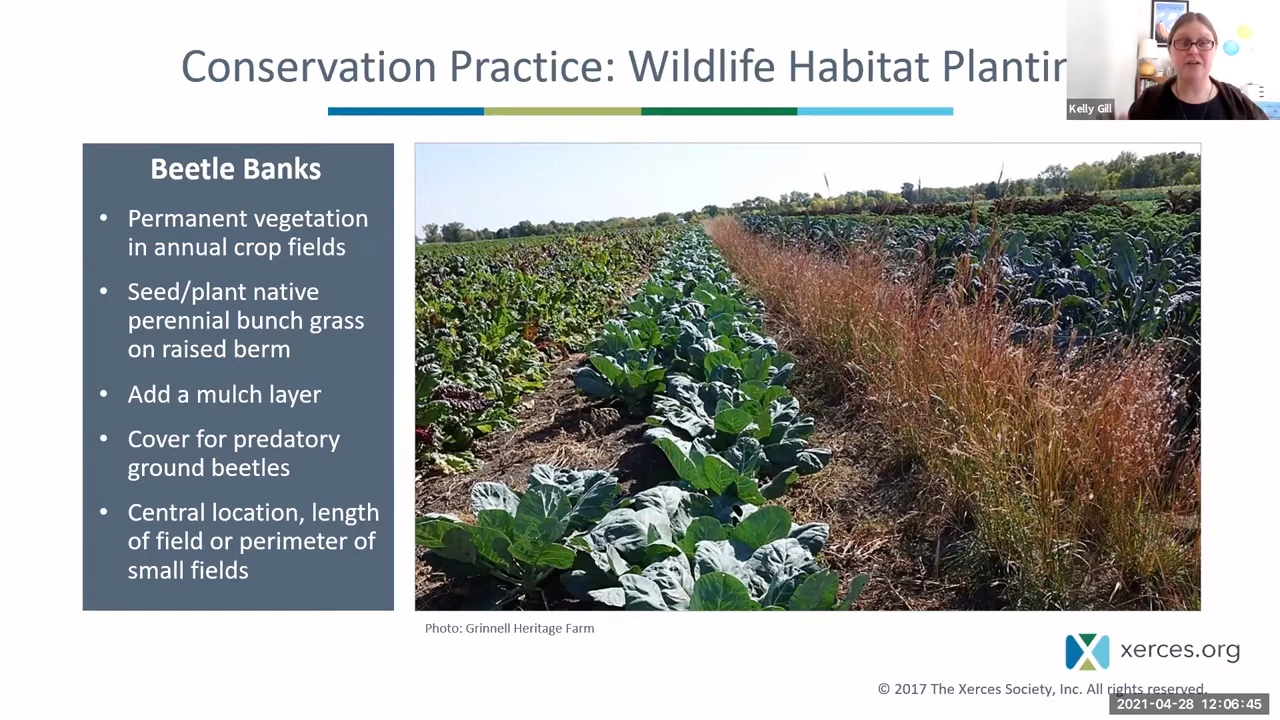 Conservation Practice: Wildlife Habitat
Kelly Gill
Beetle Banks
• Permanent vegetation
in annual crop fields
• Seed/plant native
perennial bunch grass
on raised berm
• Add a mulch layer
• Cover for predatory
ground beetles
• Central location, length
of field or perimeter of
small fields
Photo: Grinnell Heritage Farm
xerces.org
© 2017 The Xerces Society, Inc. All rights reserved.
2021-04-28 12:06:45